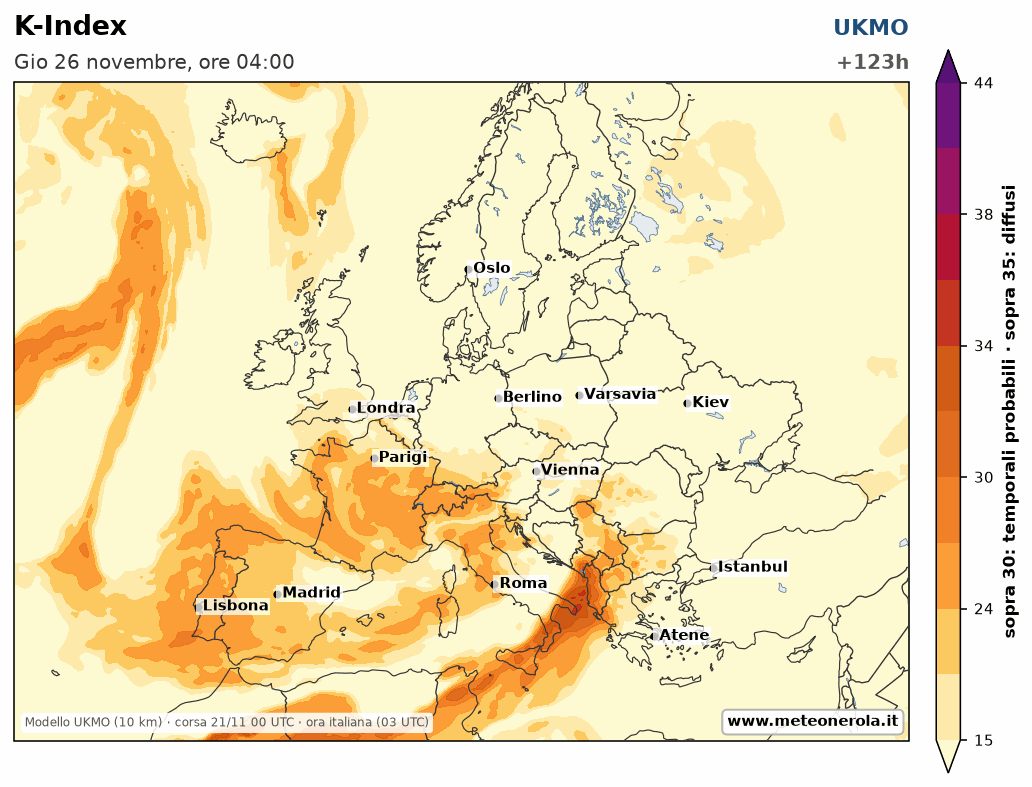 K-Index
UKMO
Gio 26 novembre, ore 04:00
+123h
Oslo
Londra
Berlino
Varsavia
Kiev
Parigi
Vienna
Istanbul
Roma
Madrid
Lisbona
Atene
Modello UKMO (10 km) · corsa 21/11 00 UTC · ora italiana (03 UTC)
www.meteonerola.it
44
38
34
30
24
15
sopra 30: temporali probabili · sopra 35: diffusi